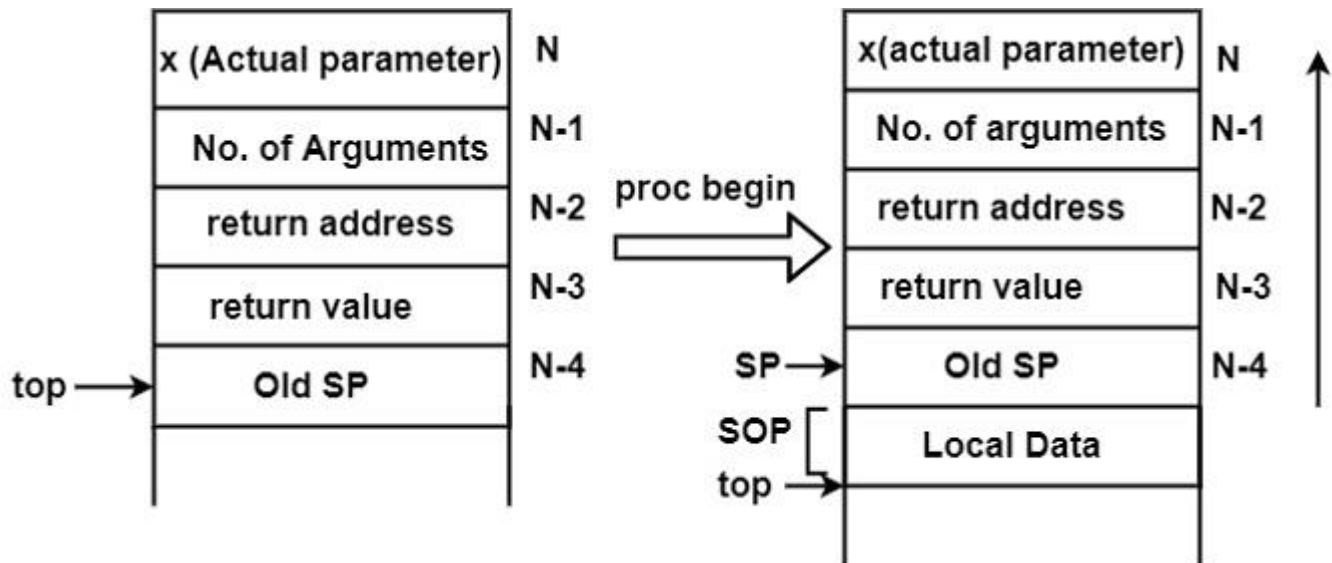 x (Actual parameter) N
No. of Arguments N-1
return address N-2
return value N-3
top Old SP N-4
proc begin
x(actual parameter) N
No. of arguments N-1
return address N-2
return value N-3
SP Old SP N-4
SOP Local Data
top